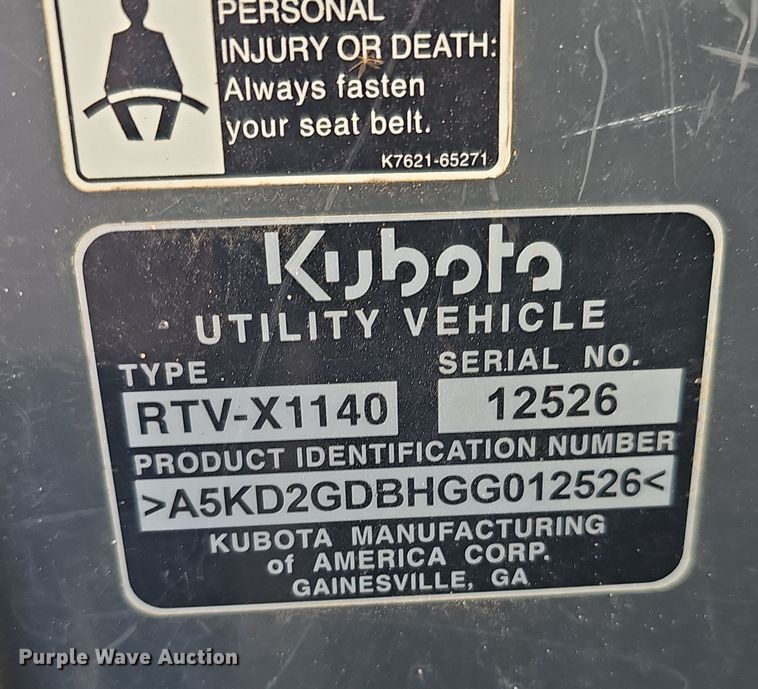 PERSONAL
INJURY OR DEATH:
Always fasten
your seat belt.
K7621-65271
Kubota
UTILITY VEHICLE
TYPE SERIAL NO.
RTV-X1140 12526
PRODUCT IDENTIFICATION NUMBER
>A5KD2GDBHGG012526<
KUBOTA MANUFACTURING
of AMERICA CORP.
GAINESVILLE, GA
Purple Wave Auction